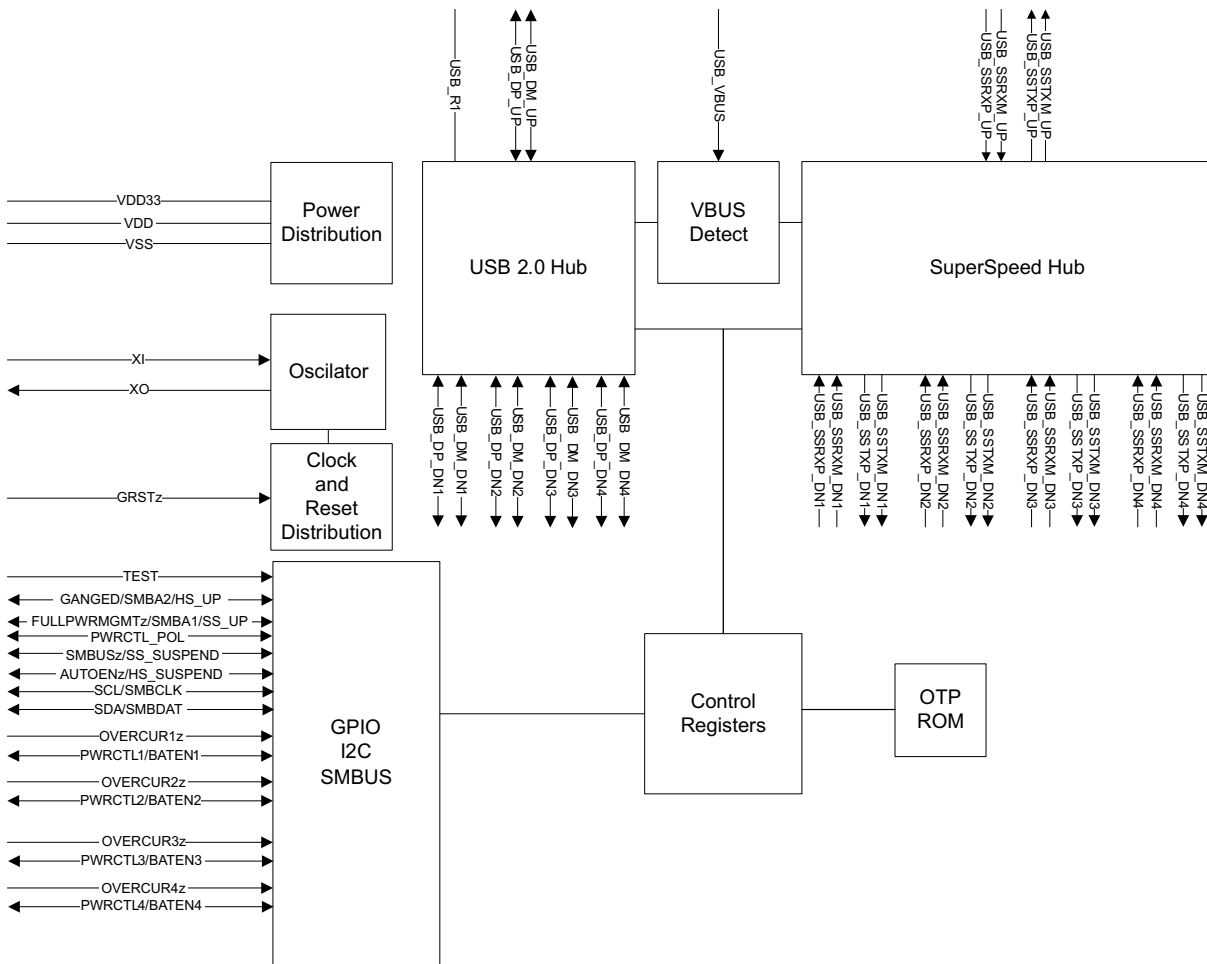 USB_R1
USB_DP_UP
USB_DM_UP
USB_VBUS
USB_SSRXP_UP
USB_SSRXM_UP
USB_SSTXP_UP
USB_SSTXM_UP
VDD33
VDD
VSS
Power
Distribution
USB 2.0 Hub
VBUS
Detect
SuperSpeed Hub
XI
XO
Oscilator
GRSTz
Clock
and
Reset
Distribution
USB_DP_DN1
USB_DM_DN1
USB_DP_DN2
USB_DM_DN2
USB_DP_DN3
USB_DM_DN3
USB_DP_DN4
USB_DM_DN4
USB_SSRXP_DN1
USB_SSRXM_DN1
USB_SSTXP_DN1
USB_SSTXM_DN1
USB_SSRXP_DN2
USB_SSRXM_DN2
USB_SSTXP_DN2
USB_SSTXM_DN2
USB_SSRXP_DN3
USB_SSRXM_DN3
USB_SSTXP_DN3
USB_SSTXM_DN3
USB_SSRXP_DN4
USB_SSRXM_DN4
USB_SSTXP_DN4
USB_SSTXM_DN4
TEST
GANGED/SMBA2/HS_UP
FULLPWRMGMTz/SMBA1/SS_UP
PWRCTL_POL
SMBUSz/SS_SUSPEND
AUTOENz/HS_SUSPEND
SCL/SMBCLK
SDA/SMBDAT
OVERCUR1z
PWRCTL1/BATEN1
OVERCUR2z
PWRCTL2/BATEN2
OVERCUR3z
PWRCTL3/BATEN3
OVERCUR4z
PWRCTL4/BATEN4
GPIO
I2C
SMBUS
Control
Registers
OTP
ROM